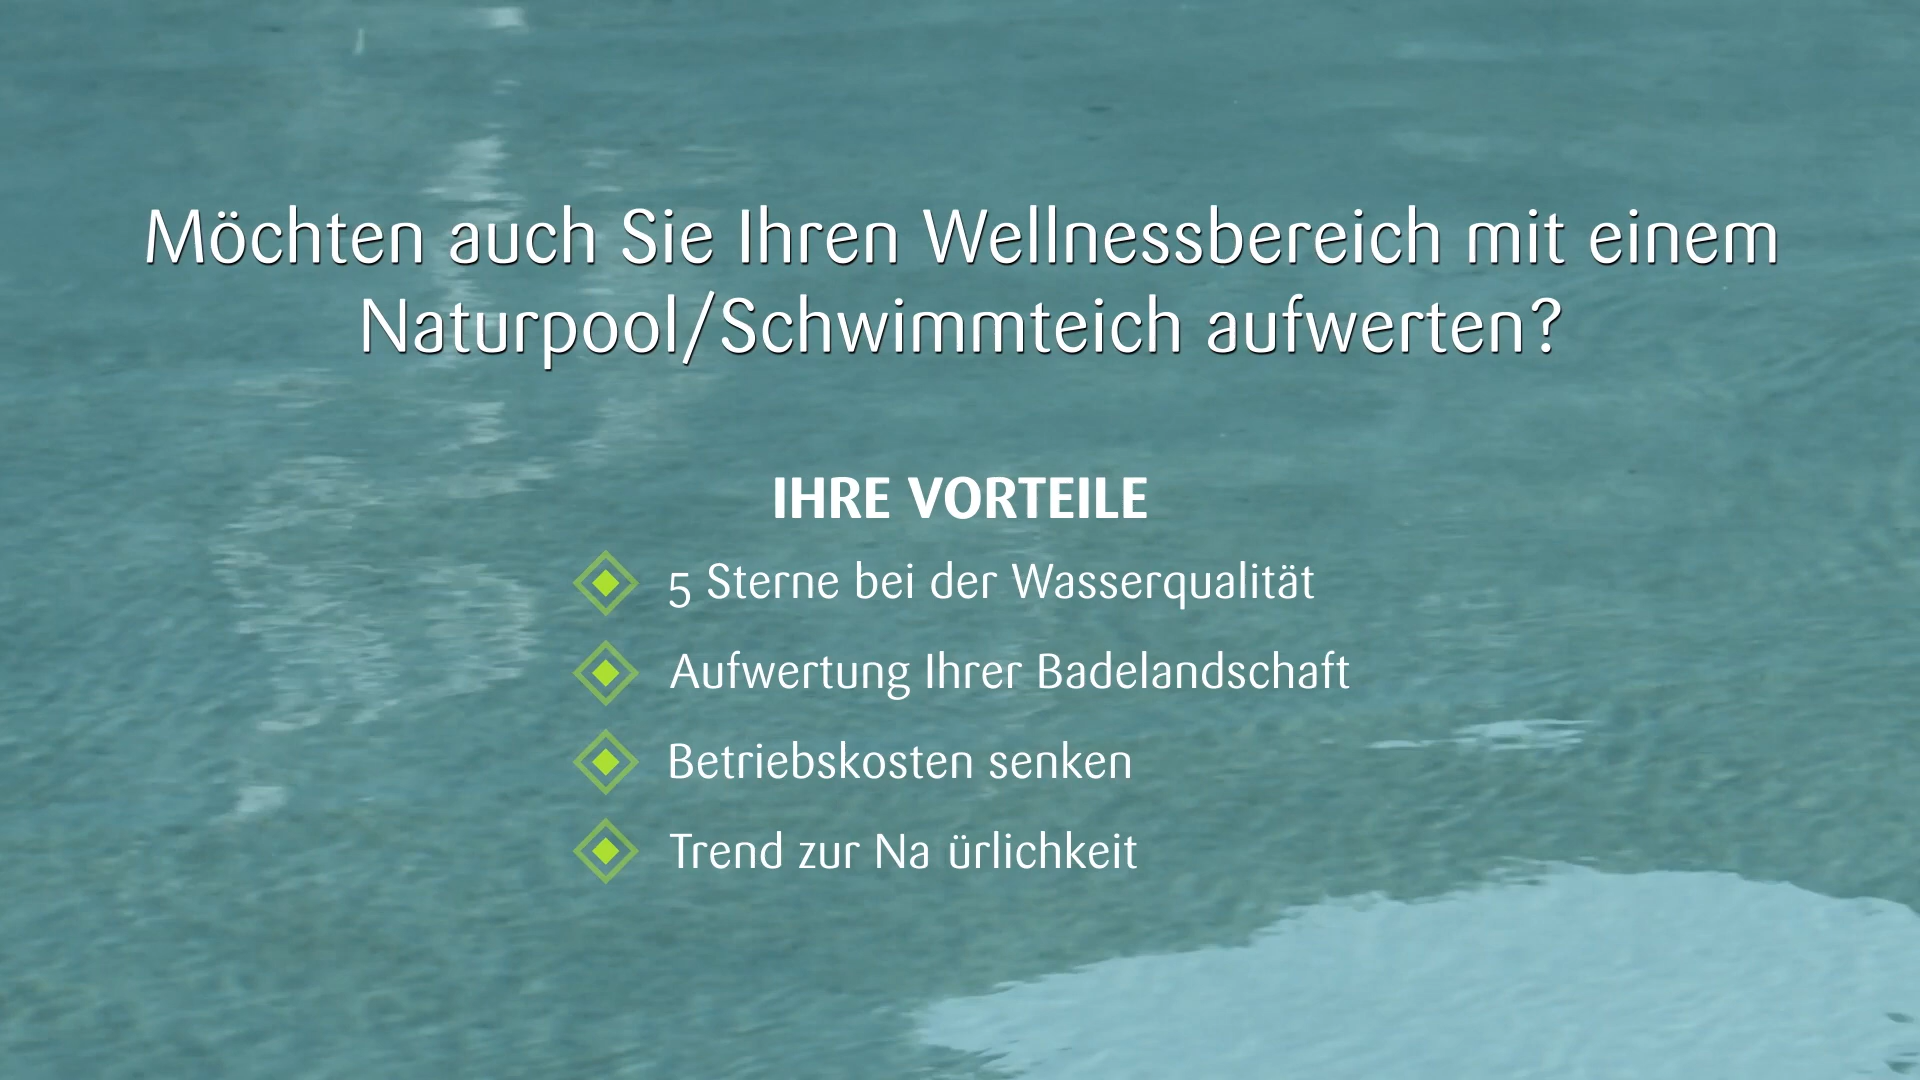 Möchten auch Sie Ihren Wellnessbereich mit einem
Naturpool/Schwimmteich aufwerten?
IHRE VORTEILE
5 Sterne bei der Wasserqualität
Aufwertung Ihrer Badelandschaft
Betriebskosten senken
Trend zur Na ürlichkeit